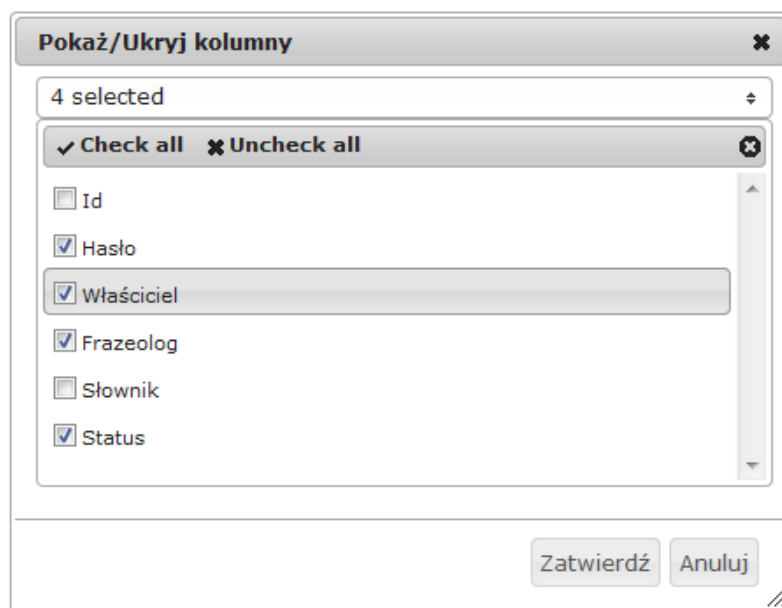 Pokaż/Ukryj kolumny
4 selected
Check all Uncheck all
Id
Hasło
Właściciel
Frazeolog
Słownik
Status
Zatwierdź Anuluj